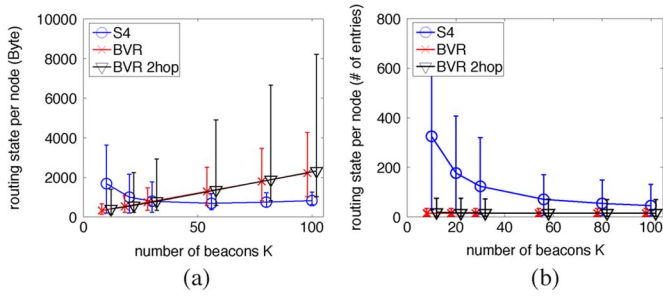 routing state per node (Byte)
10000
8000
6000
4000
2000
0
S4
BVR
BVR 2hop
0
20
40
60
80
100
number of beacons K
(a)
routing state per node (# of entries)
800
600
400
200
0
S4
BVR
BVR 2hop
0
20
40
60
80
100
number of beacons K
(b)